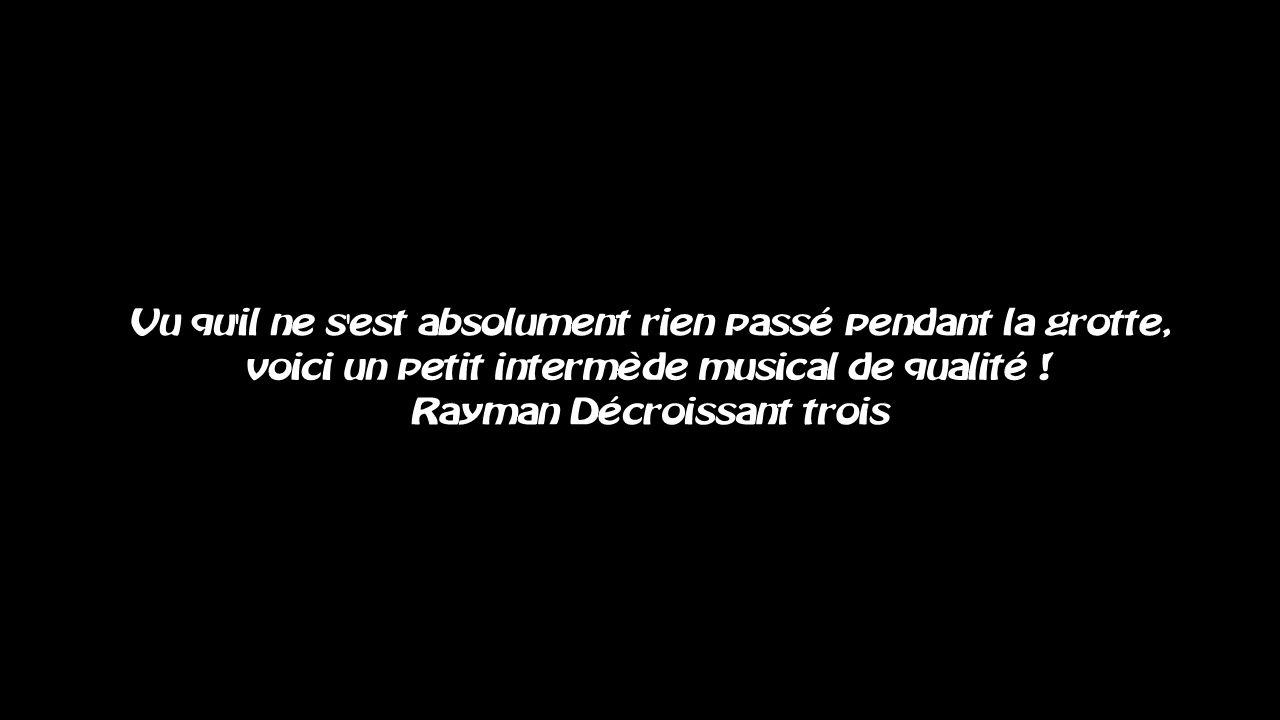 Vu qu'il ne s'est absolument rien passé pendant la grotte,
voici un petit intermède musical de qualité !
Rayman Décroissant trois